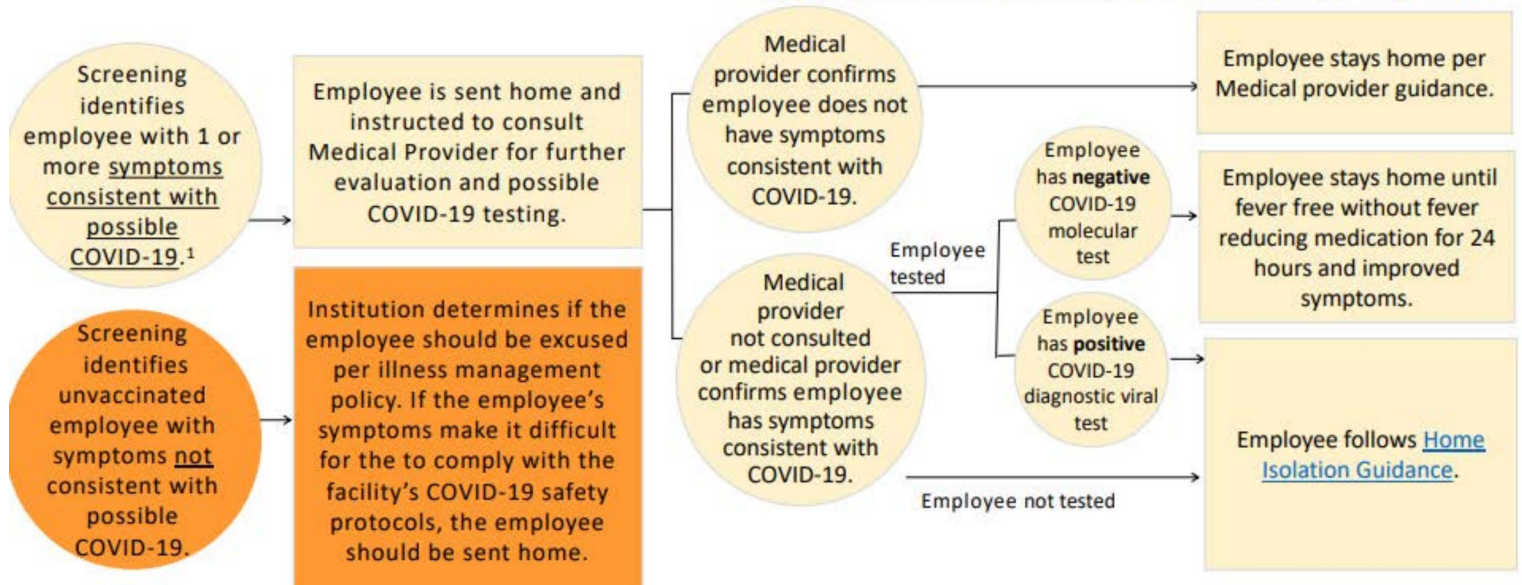 Screening
identifies
employee with 1 or
more symptoms
consistent with
possible
COVID-19.1
Employee is sent home and
instructed to consult
Medical Provider for further
evaluation and possible
COVID-19 testing.
Medical
provider confirms
employee does not
have symptoms
consistent with
COVID-19.
Employee stays home per
Medical provider guidance.
Employee
tested
Employee
has negative
COVID-19
molecular
test
Employee stays home until
fever free without fever
reducing medication for 24
hours and improved
symptoms.
Screening
identifies
unvaccinated
employee with
symptoms not
consistent with
possible
COVID-19.
Institution determines if the
employee should be excused
per illness management
policy. If the employee's
symptoms make it difficult
for the to comply with the
facility's COVID-19 safety
protocols, the employee
should be sent home.
Medical
provider
not consulted
or medical provider
confirms employee
has symptoms
consistent with
COVID-19.
Employee
has positive
COVID-19
diagnostic viral
test
Employee not tested
Employee follows Home
Isolation Guidance.